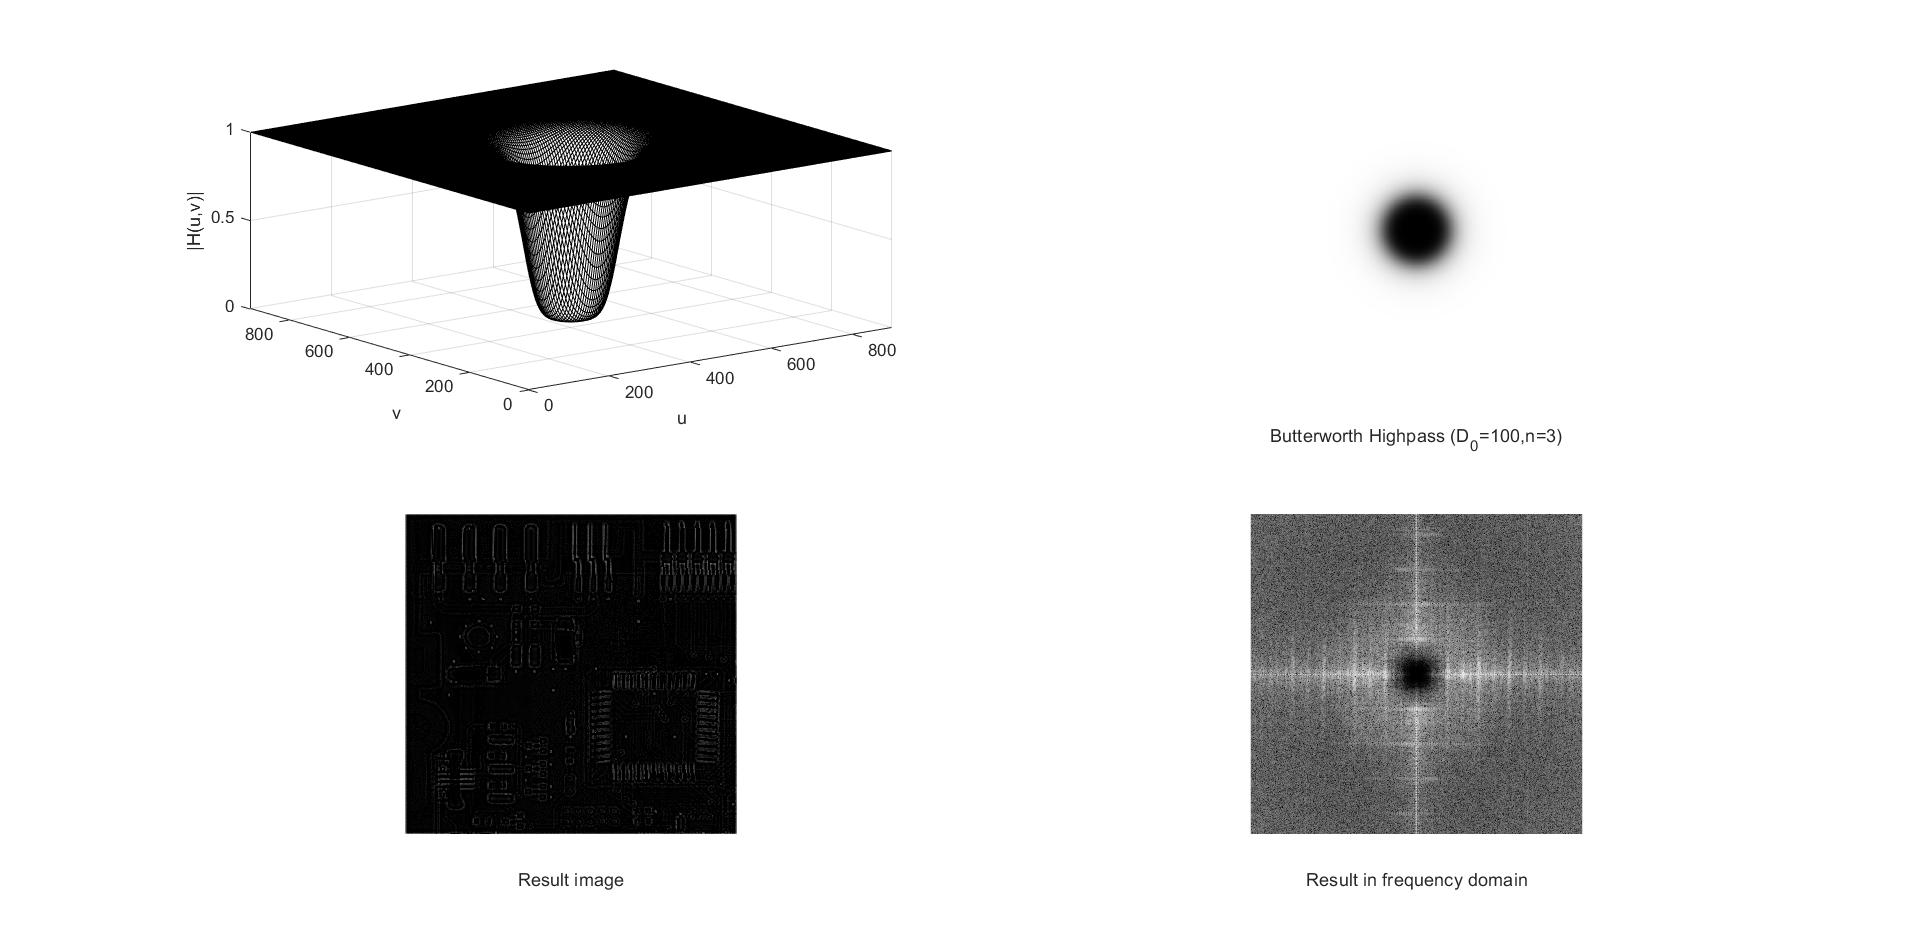 1
0.5
0
|H(u,v)|
800
600
400
200
0
v
0
200
400
600
800
u
Butterworth Highpass (D0=100,n=3)
Result image
Result in frequency domain